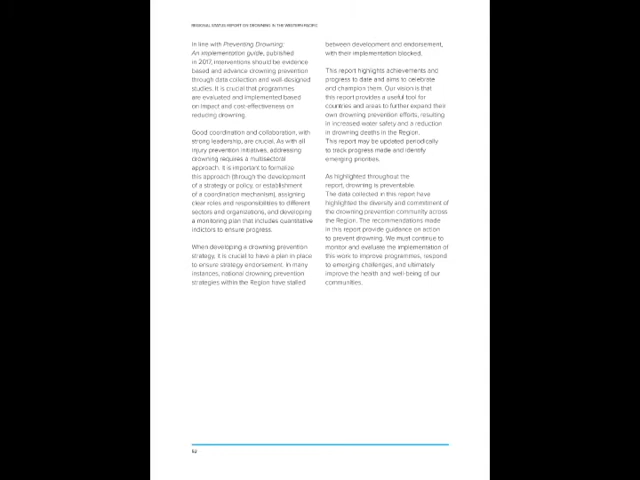 REGIONAL STATUS REPORT ON DROWNING IN THE WESTERN PACIFIC
In line with Preventing Drowning:
An implementation guide, published
in 2017, interventions should be evidence
based and advance drowning prevention
through data collection and well-designed
studies. It is crucial that programmes
are evaluated and implemented based
on impact and cost-effectiveness on
reducing drowning.
Good coordination and collaboration, with
strong leadership, are crucial. As with all
injury prevention initiatives, addressing
drowning requires a multisectoral
approach. It is important to formalize
this approach (through the development
of a strategy or policy, or establishment
of a coordination mechanism), assigning
clear roles and responsibilities to different
sectors and organizations, and developing
a monitoring plan that includes quantitative
indictors to ensure progress.
When developing a drowning prevention
strategy, it is crucial to have a plan in place
to ensure strategy endorsement. In many
instances, national drowning prevention
strategies within the Region have stalled
between development and endorsement,
with their implementation blocked.
This report highlights achievements and
progress to date and aims to celebrate
and champion them. Our vision is that
this report provides a useful tool for
countries and areas to further expand their
own drowning prevention efforts, resulting
in increased water safety and a reduction
in drowning deaths in the Region.
This report may be updated periodically
to track progress made and identify
emerging priorities.
As highlighted throughout the
report, drowning is preventable.
The data collected in this report have
highlighted the diversity and commitment of
the drowning prevention community across
the Region. The recommendations made
in this report provide guidance on action
to prevent drowning. We must continue to
monitor and evaluate the implementation of
this work to improve programmes, respond
to emerging challenges, and ultimately
improve the health and well-being of our
communities.
52